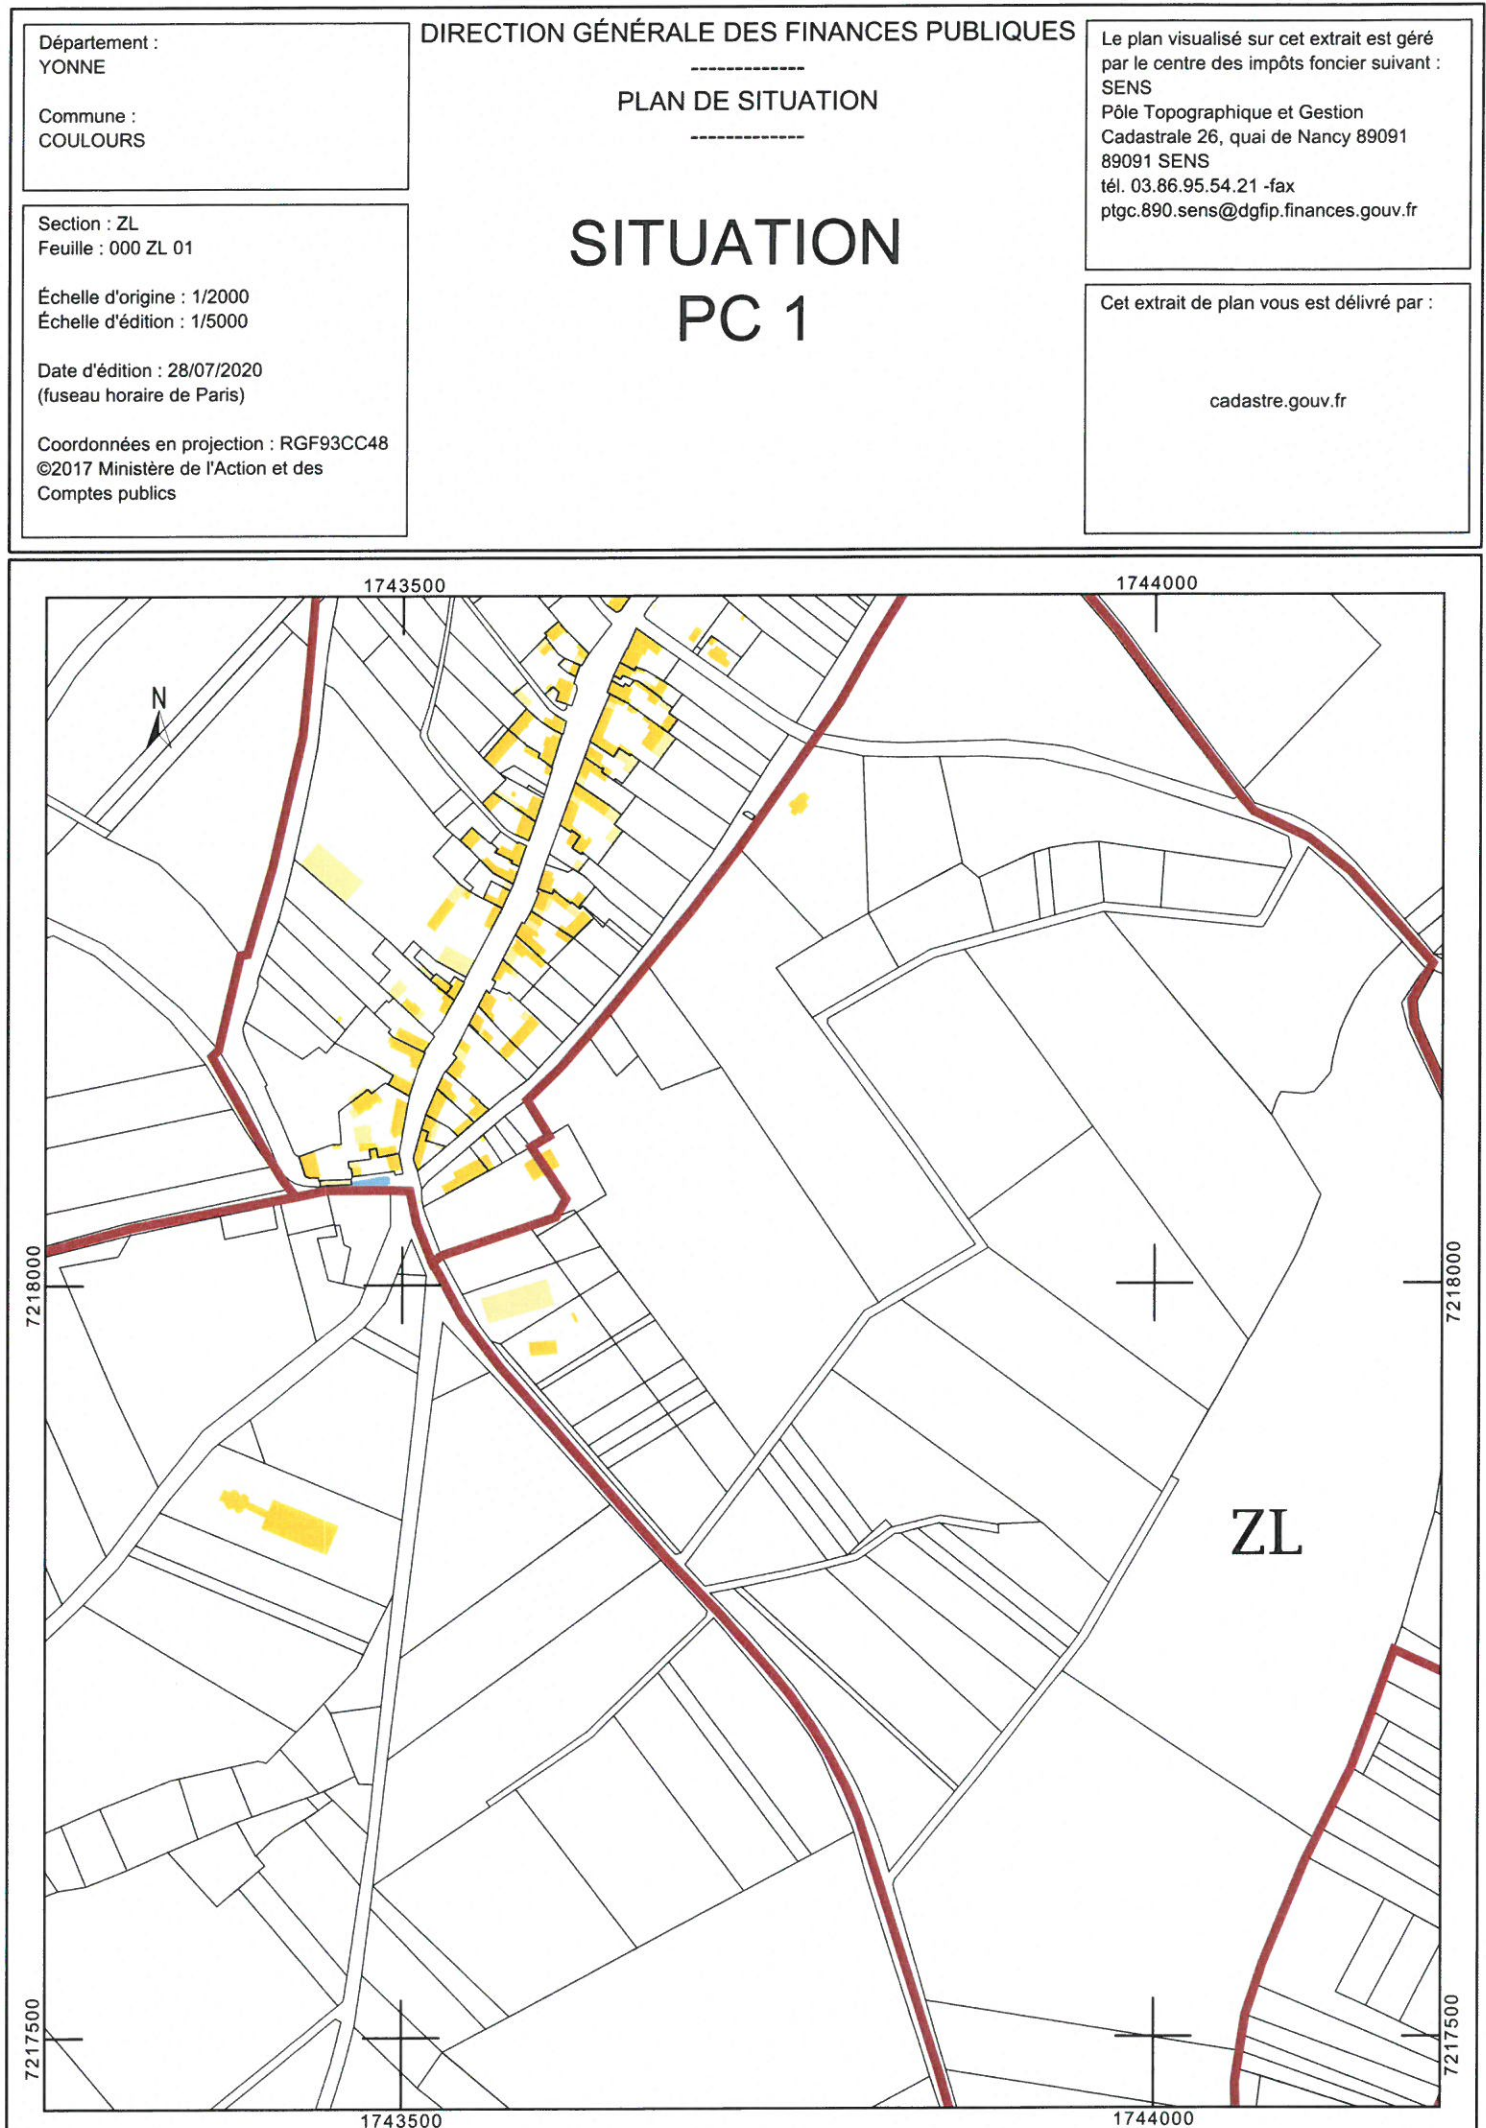 Département :
YONNE
Commune :
COULOURS
Section : ZL
Feuille : 000 ZL 01
Échelle d'origine : 1/2000
Échelle d'édition : 1/5000
Date d'édition : 28/07/2020
(fuseau horaire de Paris)
Coordonnées en projection : RGF93CC48
©2017 Ministère de l'Action et des
Comptes publics
DIRECTION GÉNÉRALE DES FINANCES PUBLIQUES
-------------
PLAN DE SITUATION
-------------
SITUATION
PC 1
Le plan visualisé sur cet extrait est géré
par le centre des impôts foncier suivant :
SENS
Pôle Topographique et Gestion
Cadastrale 26, quai de Nancy 89091
89091 SENS
tél. 03.86.95.54.21 -fax
ptgc.890.sens@dgfip.finances.gouv.fr
Cet extrait de plan vous est délivré par :
cadastre.gouv.fr
1743500
1744000
N
7218000
7218000
ZL
7217500
7217500
1743500
1744000